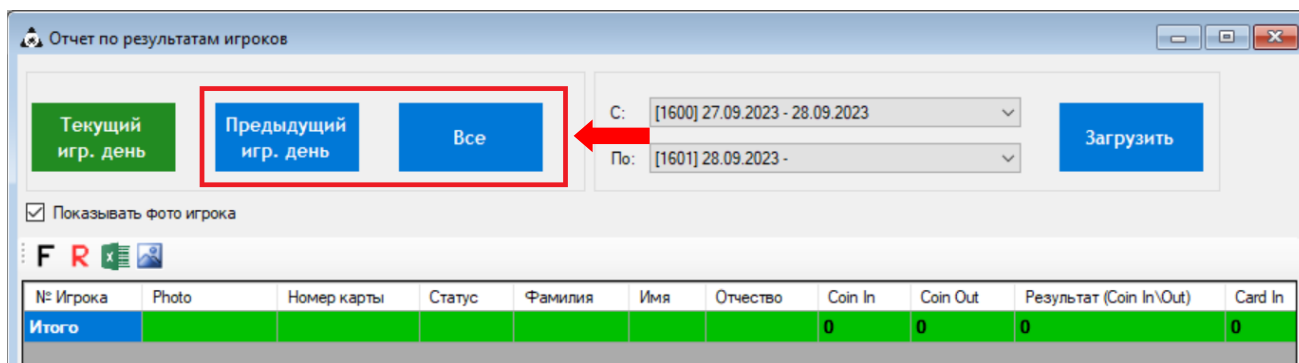 Отчет по результатам игроков
Текущий
игр. день
Предыдущий
игр. день
Все
С: [1600] 27.09.2023 - 28.09.2023
По: [1601] 28.09.2023 -
Загрузить
Показывать фото игрока
F R
№ Игрока Photo Номер карты Статус Фамилия Имя Отчество Coin In Coin Out Результат (Coin In\Out) Card In
Итого 0 0 0 0